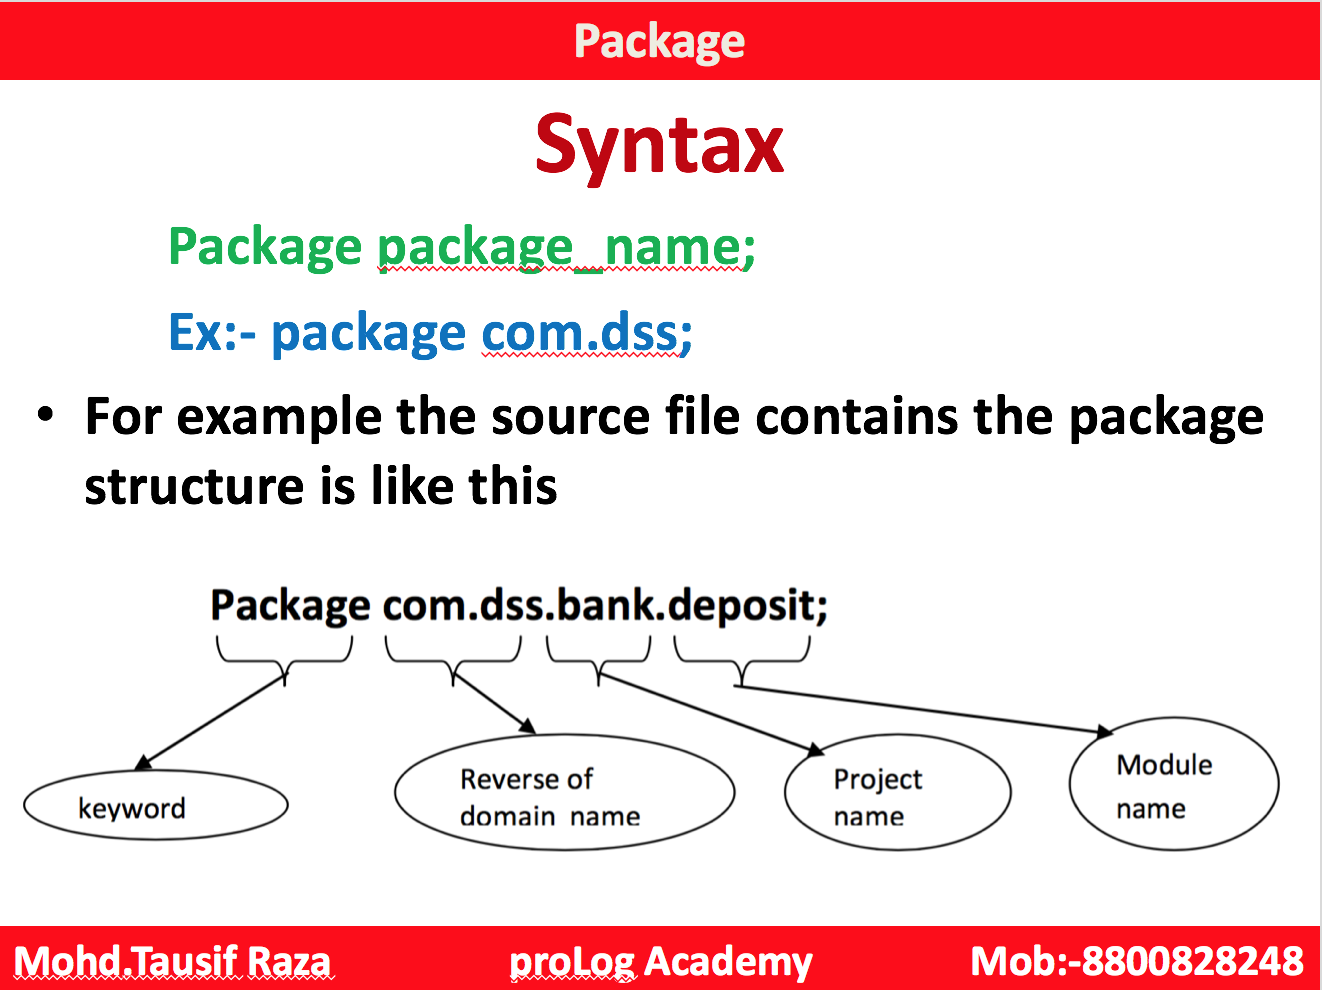 Package
Syntax
Package package_name;
Ex:- package com.dss;
• For example the source file contains the package
structure is like this
Package com.dss.bank.deposit;
keyword
Reverse of
domain name
Project
name
Module
name
Mohd.Tausif Raza proLog Academy Mob:-8800828248